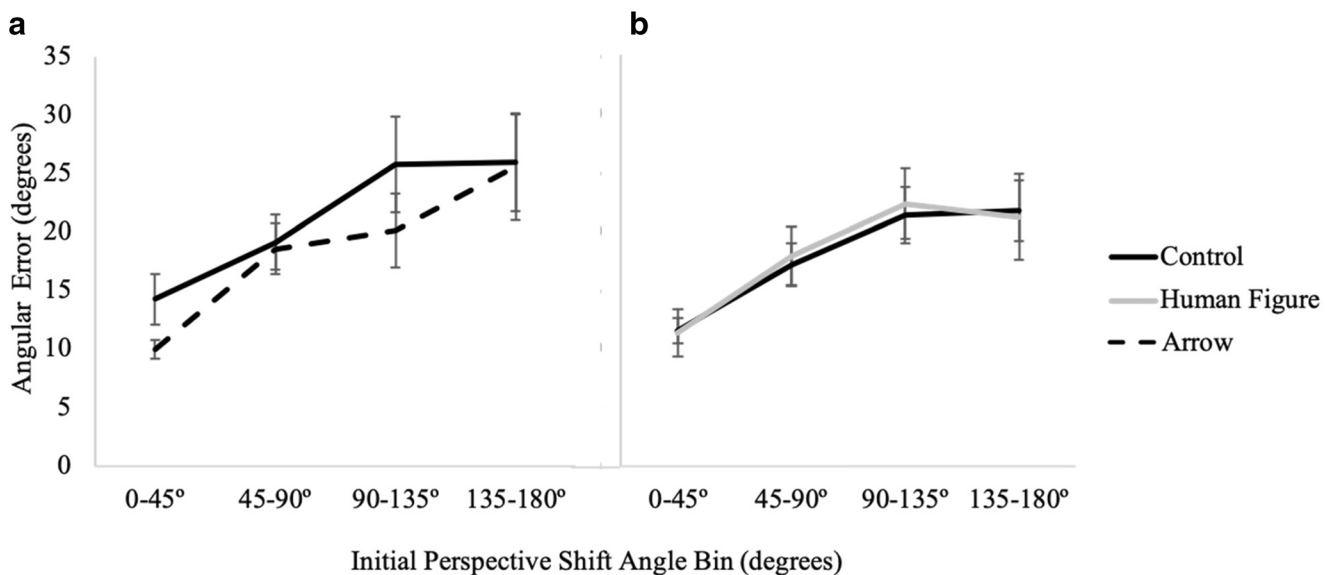 a
b
35
30
25
20
15
10
5
0
Angular Error (degrees)
0-45º 45-90º 90-135º 135-180º
0-45º 45-90º 90-135º 135-180º
Initial Perspective Shift Angle Bin (degrees)
Control
Human Figure
Arrow